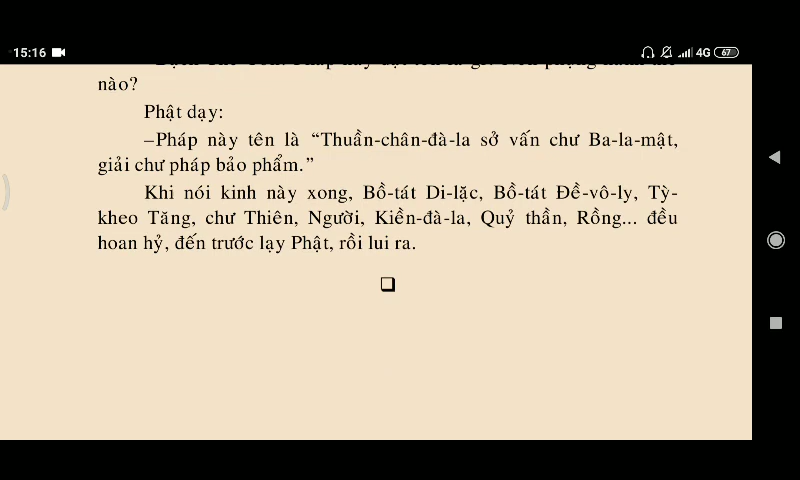 15:16
4G 67
nào?
Phật dạy:
–Pháp này tên là “Thuần-chân-đà-la sở vấn chư Ba-la-mật,
giải chư pháp bảo phẩm.”
Khi nói kinh này xong, Bồ-tát Di-lặc, Bồ-tát Đề-vô-ly, Tỳ-
kheo Tăng, chư Thiên, Người, Kiền-đà-la, Quỷ thần, Rồng... đều
hoan hỷ, đến trước lạy Phật, rồi lui ra.